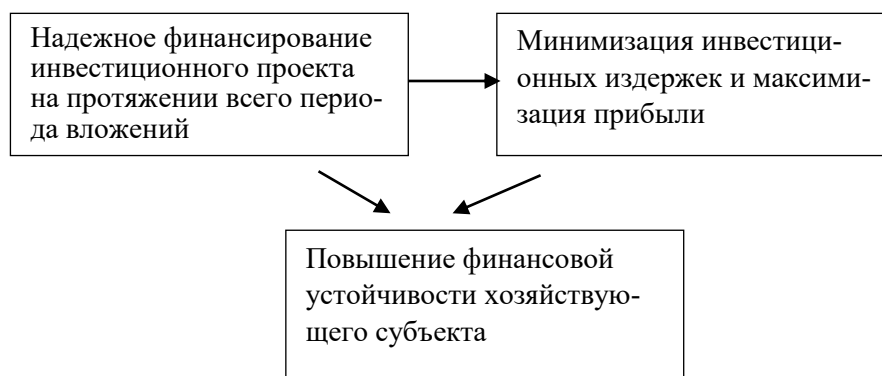 Надежное финансирование
инвестиционного проекта
на протяжении всего перио-
да вложений
Минимизация инвестици-
онных издержек и максими-
зация прибыли
Повышение финансовой
устойчивости хозяйствую-
щего субъекта